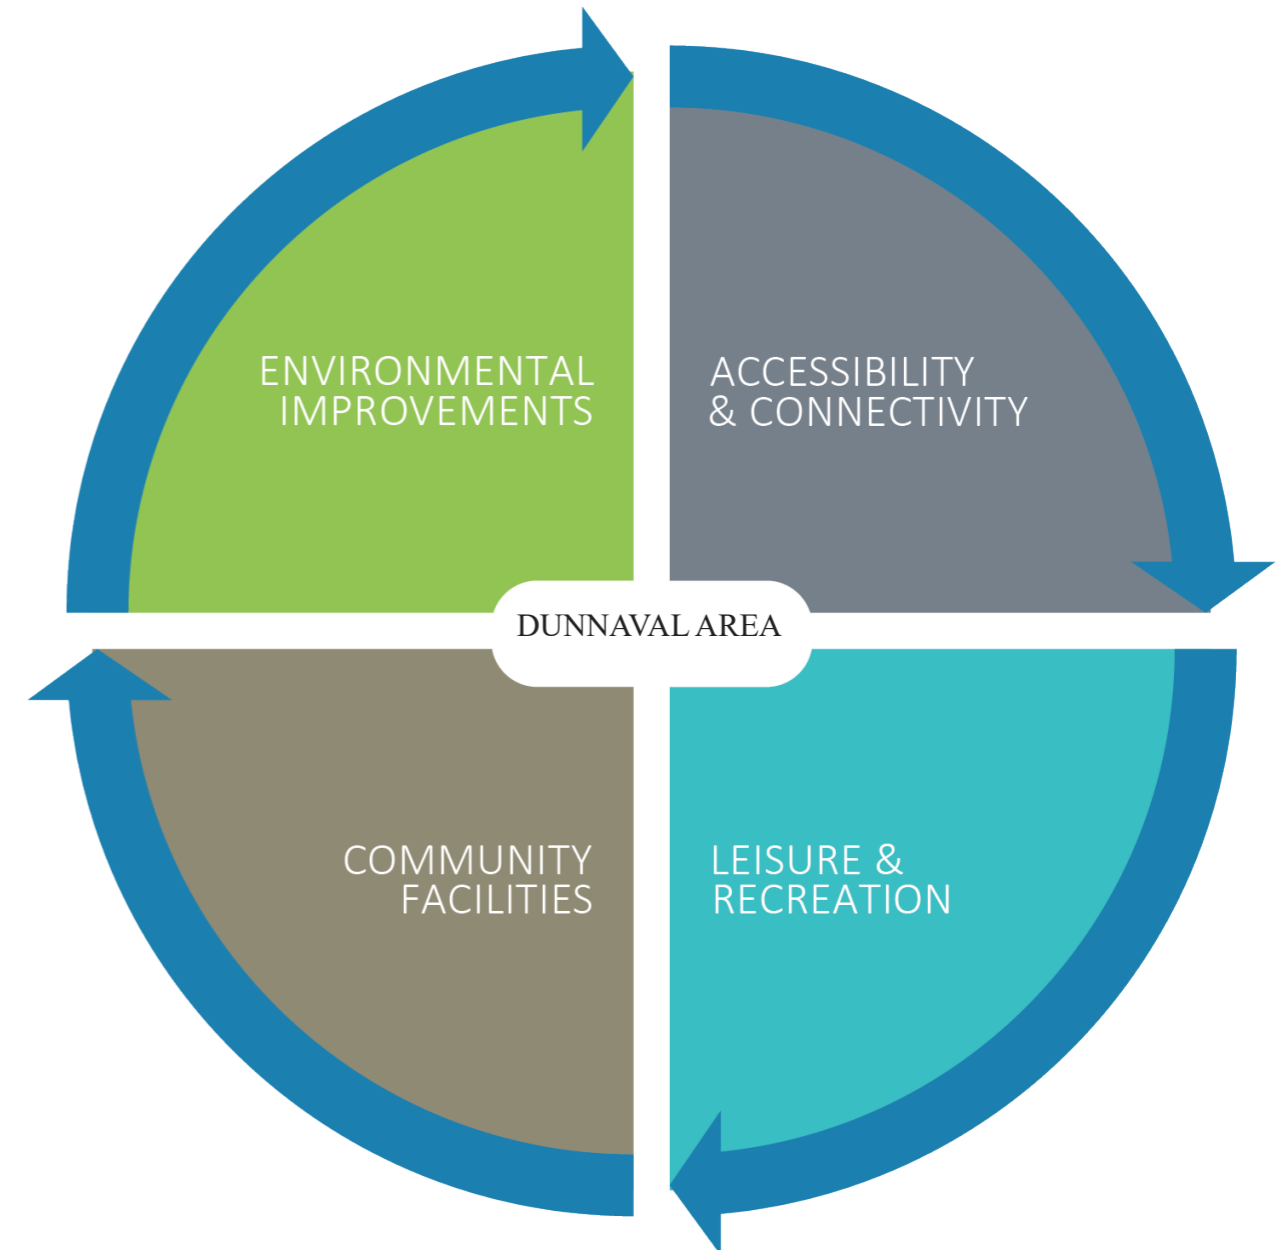 ENVIRONMENTAL
IMPROVEMENTS
ACCESSIBILITY
& CONNECTIVITY
DUNNAVAL AREA
COMMUNITY
FACILITIES
LEISURE &
RECREATION